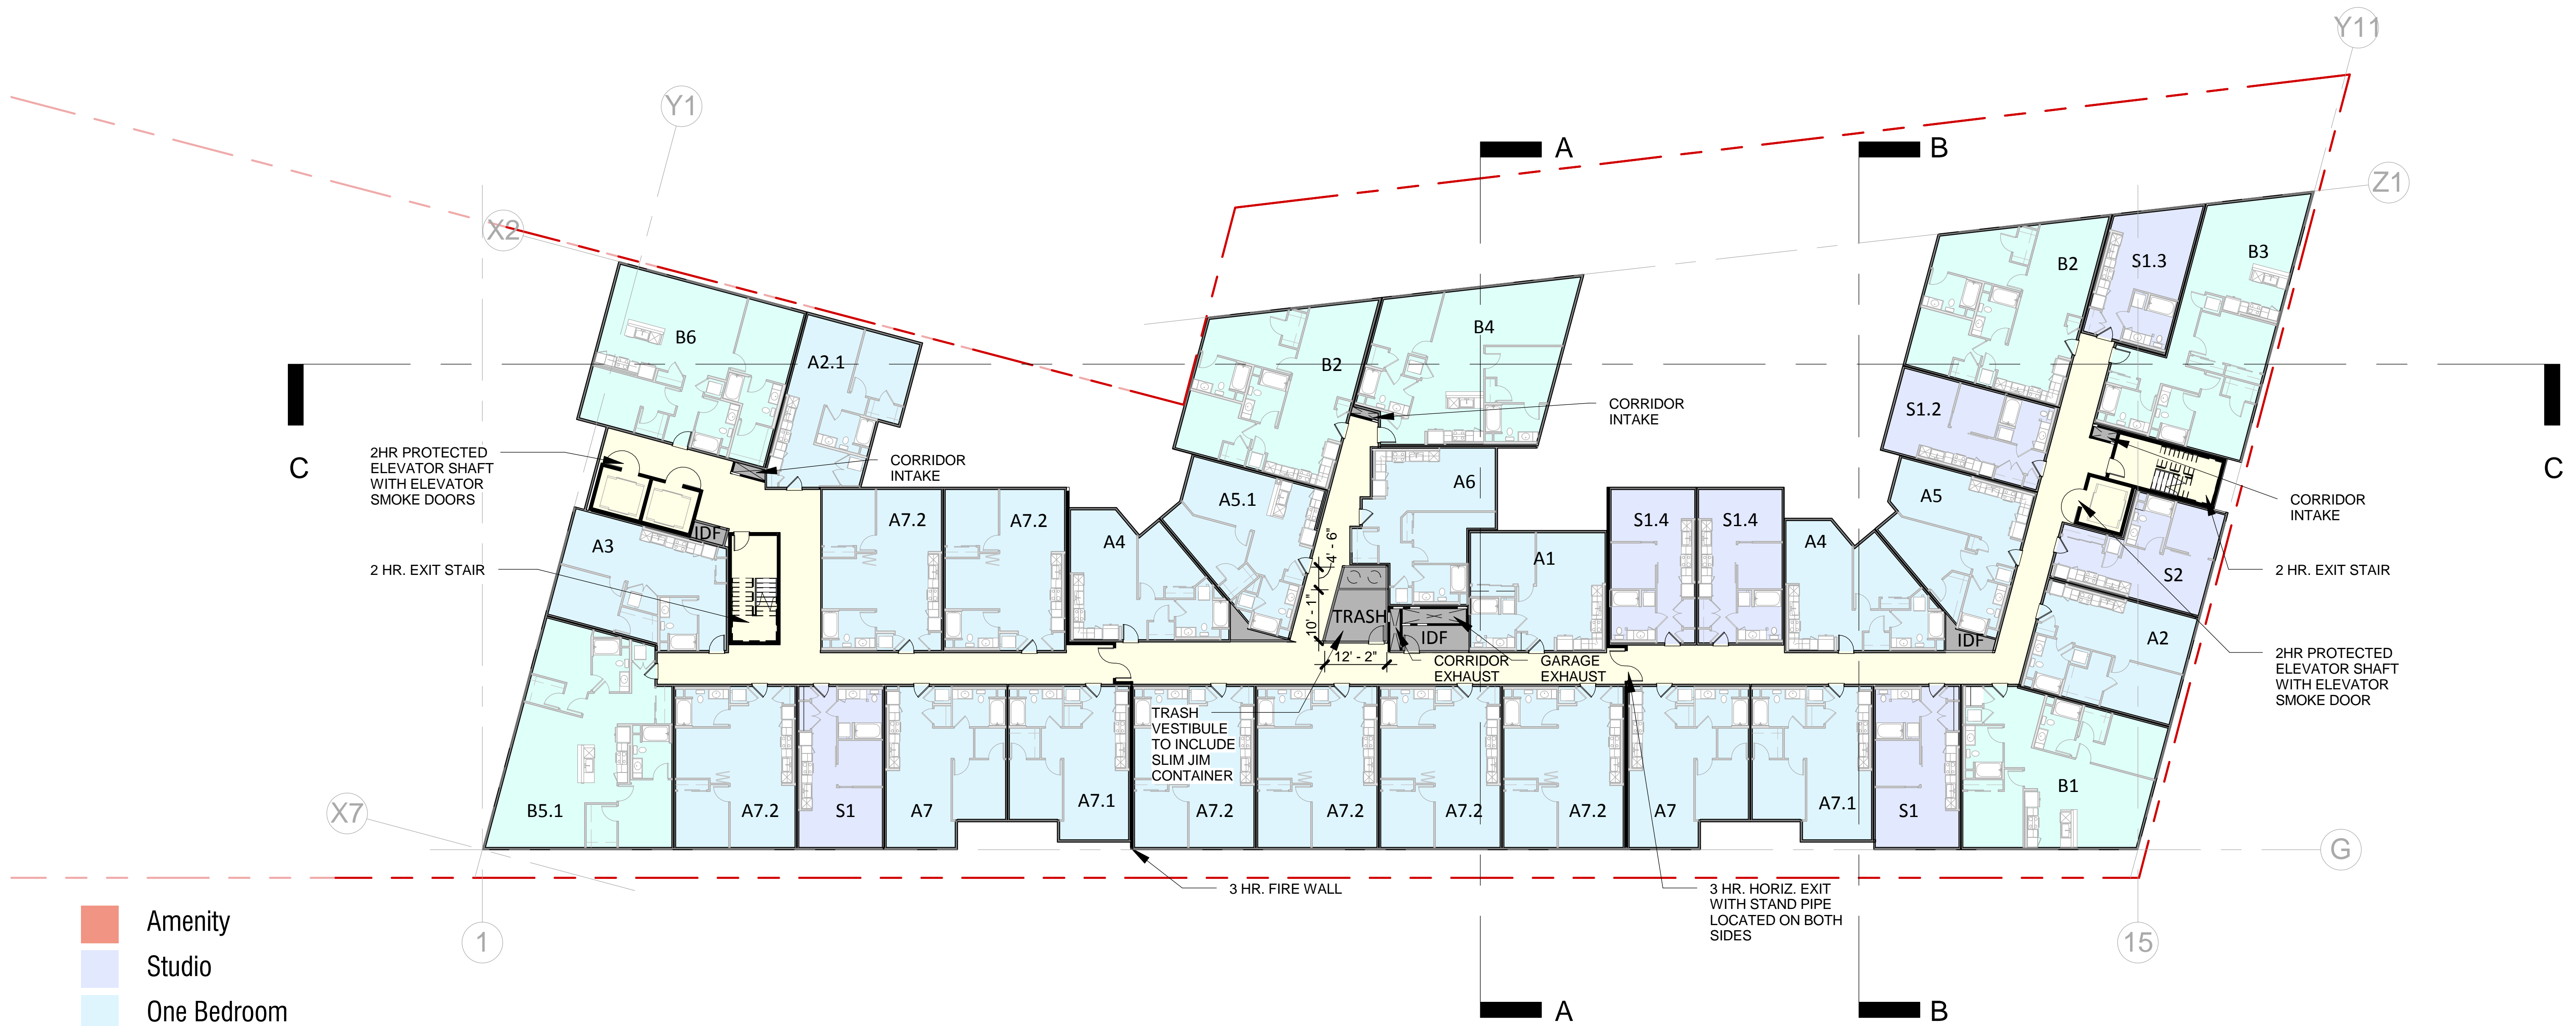 Y11
Y1
A
B
Z1
X2
B2
S1.3
B3
B6
A2.1
B2
B4
CORRIDOR
INTAKE
S1.2
C
2HR PROTECTED
ELEVATOR SHAFT
WITH ELEVATOR
SMOKE DOORS
CORRIDOR
INTAKE
C
A5.1
A6
A5
CORRIDOR
INTAKE
A7.2
A7.2
A4
S1.4
S1.4
A4
IDF
A3
A1
4' - 6"
2 HR. EXIT STAIR
S2
2 HR. EXIT STAIR
TRASH
10' - 1"
IDF
IDF
A2
12' - 2"
CORRIDOR
EXHAUST
GARAGE
EXHAUST
2HR PROTECTED
ELEVATOR SHAFT
WITH ELEVATOR
SMOKE DOOR
TRASH
VESTIBULE
TO INCLUDE
SLIM JIM
CONTAINER
B1
X7
B5.1
A7.2
S1
A7
A7.1
A7.2
A7.2
A7.2
A7.2
A7
A7.1
S1
G
3 HR. FIRE WALL
3 HR. HORIZ. EXIT
WITH STAND PIPE
LOCATED ON BOTH
SIDES
1
15
Amenity
Studio
One Bedroom
A
B